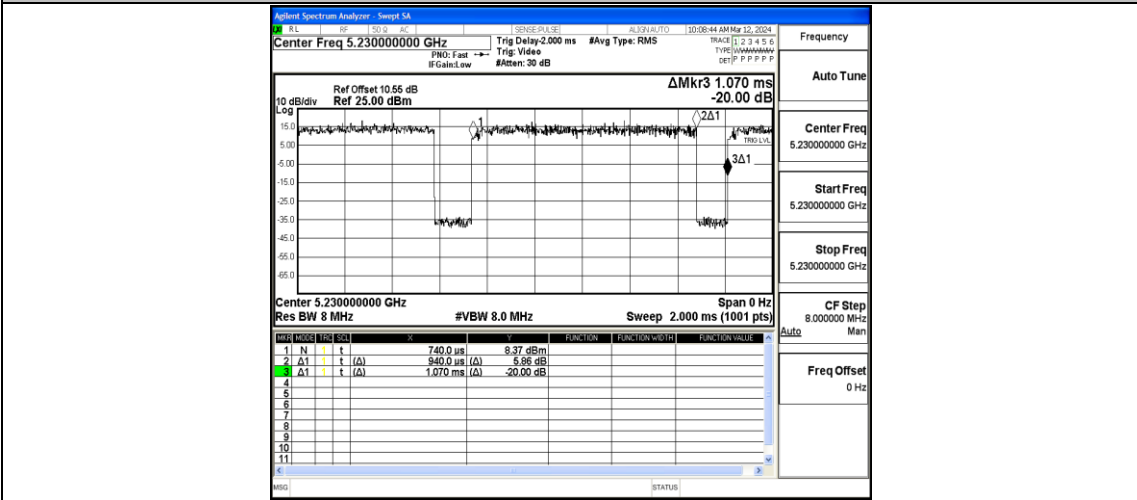 Agilent Spectrum Analyzer - Swept SA
RL RF 50 Ω AC SENSE:PULSE ALIGN AUTO 10:08:44 AM Mar 12, 2024
Center Freq 5.230000000 GHz
PNO: Fast
IFGain:Low
Trig Delay-2.000 ms
Trig: Video
#Atten: 30 dB
#Avg Type: RMS
TRACE 1 2 3 4 5 6
TYPE WWWWWW
DET P P P P P P
Frequency
Auto Tune
Center Freq
5.230000000 GHz
Start Freq
5.230000000 GHz
Stop Freq
5.230000000 GHz
CF Step
8.000000 MHz
Auto Man
Freq Offset
0 Hz
ΔMkr3 1.070 ms
-20.00 dB
Ref Offset 10.55 dB
10 dB/div Ref 25.00 dBm
Log
15.0
5.00
-5.00
-15.0
-25.0
-35.0
-45.0
-55.0
-65.0
1
2Δ1
TRIG LVL
3Δ1
Center 5.230000000 GHz Span 0 Hz
Res BW 8 MHz #VBW 8.0 MHz Sweep 2.000 ms (1001 pts)
MKR MODE TRC SCL X Y FUNCTION FUNCTION WIDTH FUNCTION VALUE
1 N 1 t 740.0 µs 8.37 dBm
2 Δ1 1 t (Δ) 940.0 µs (Δ) 5.86 dB
3 Δ1 1 t (Δ) 1.070 ms (Δ) -20.00 dB
4
5
6
7
8
9
10
11
MSG STATUS